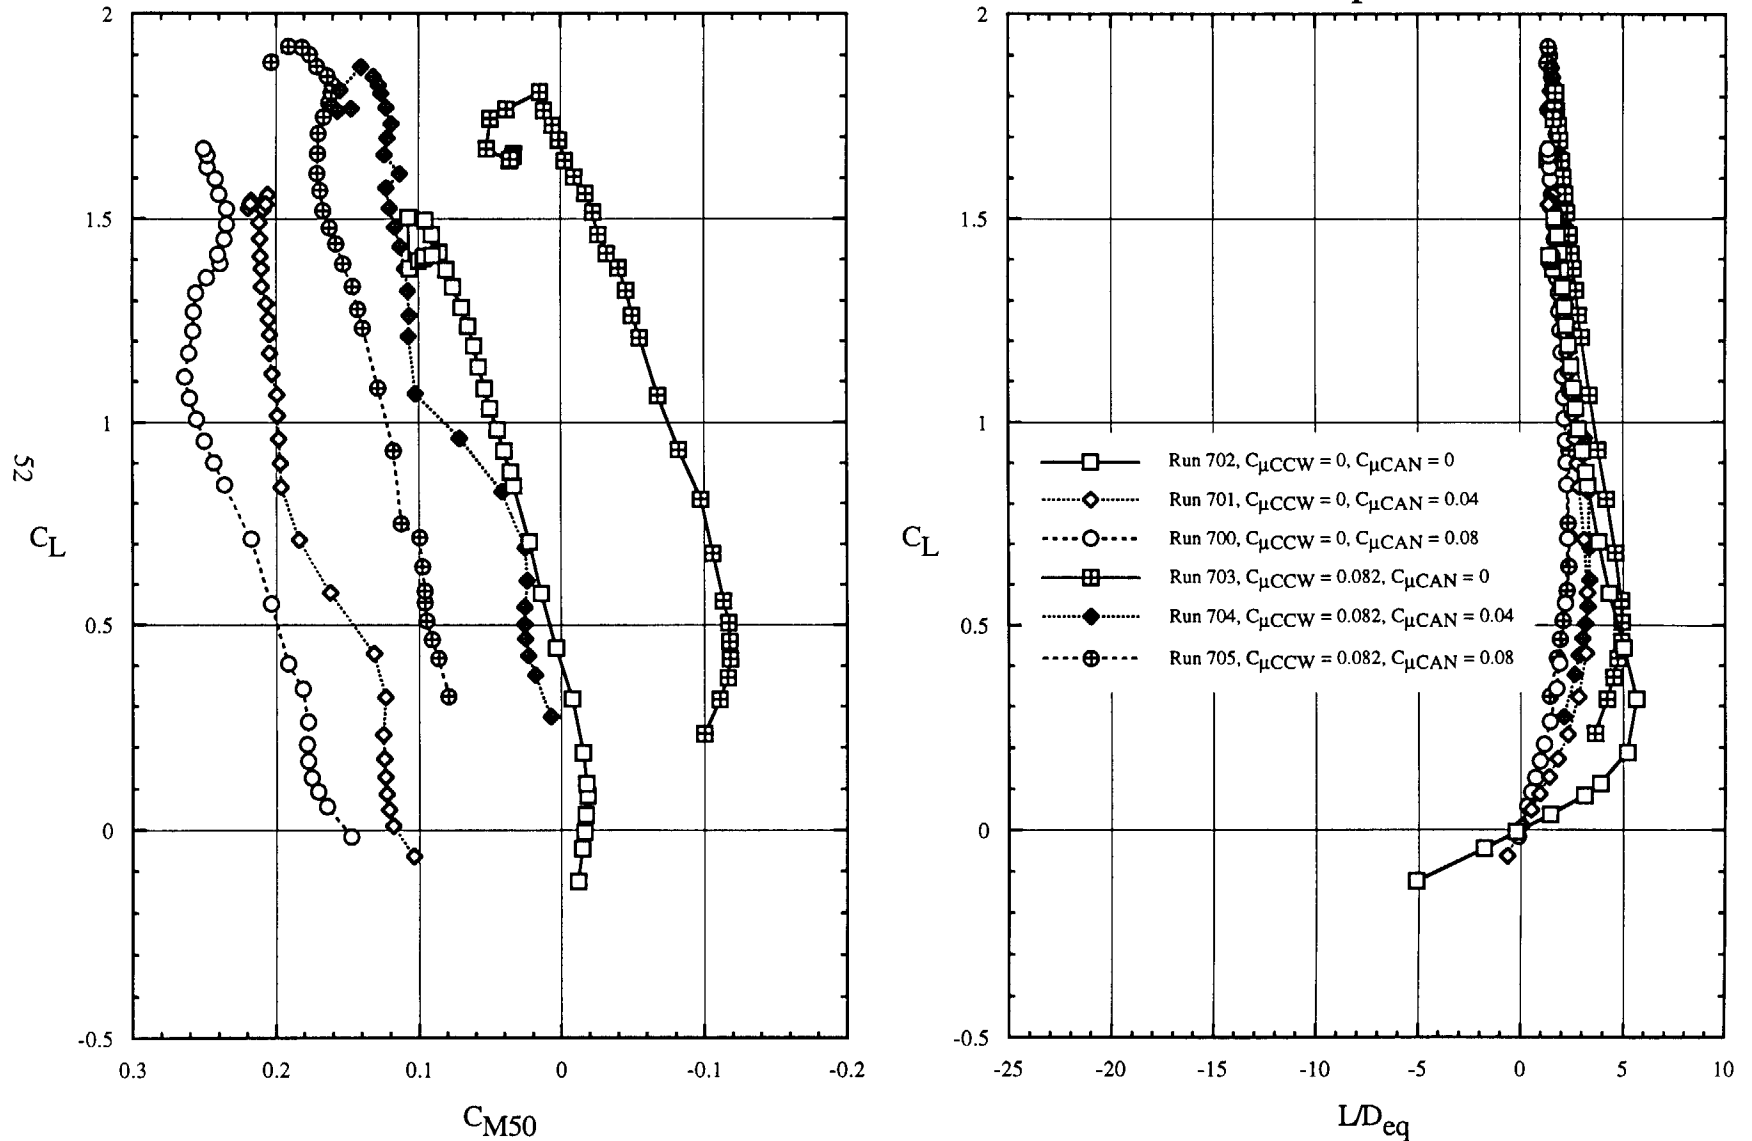 p
2
1.5
1
0.5
0
-0.5
C_L
52
0.3
0.2
0.1
0
-0.1
-0.2
C_M50
2
1.5
1
0.5
0
-0.5
C_L
Run 702, C_μCCW = 0, C_μCAN = 0
Run 701, C_μCCW = 0, C_μCAN = 0.04
Run 700, C_μCCW = 0, C_μCAN = 0.08
Run 703, C_μCCW = 0.082, C_μCAN = 0
Run 704, C_μCCW = 0.082, C_μCAN = 0.04
Run 705, C_μCCW = 0.082, C_μCAN = 0.08
-25
-20
-15
-10
-5
0
5
10
L/D_eq